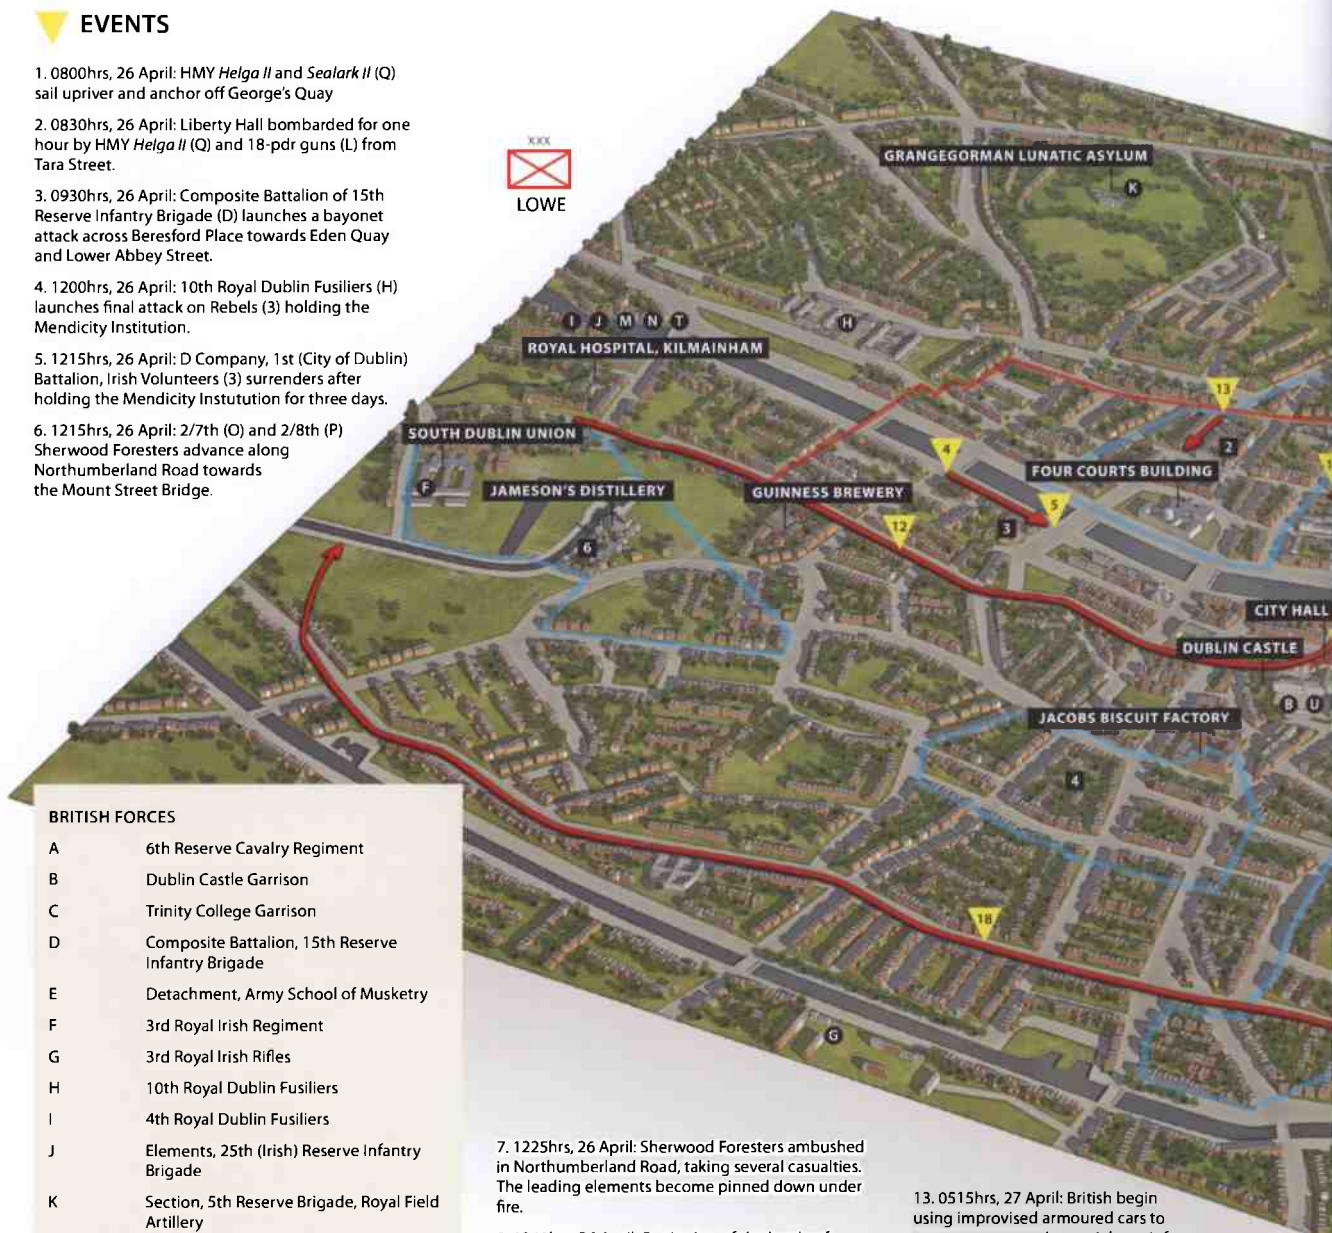 EVENTS
1. 0800hrs, 26 April: HMY Helga II and Sealark II (Q)
sail upriver and anchor off George's Quay
2. 0830hrs, 26 April: Liberty Hall bombarded for one
hour by HMY Helga II (Q) and 18-pdr guns (L) from
Tara Street.
3. 0930hrs, 26 April: Composite Battalion of 15th
Reserve Infantry Brigade (D) launches a bayonet
attack across Beresford Place towards Eden Quay
and Lower Abbey Street.
4. 1200hrs, 26 April: 10th Royal Dublin Fusiliers (H)
launches final attack on Rebels (3) holding the
Mendicity Institution.
5. 1215hrs, 26 April: D Company, 1st (City of Dublin)
Battalion, Irish Volunteers (3) surrenders after
holding the Mendicity Instutution for three days.
6. 1215hrs, 26 April: 2/7th (O) and 2/8th (P)
Sherwood Foresters advance along
Northumberland Road towards
the Mount Street Bridge.
XXX
LOWE
GRANGEGORMAN LUNATIC ASYLUM
K
I J M N T
H
ROYAL HOSPITAL, KILMAINHAM
13
SOUTH DUBLIN UNION
4
2
FOUR COURTS BUILDING
F
JAMESON'S DISTILLERY
GUINNESS BREWERY
5
12
3
6
CITY HALL
DUBLIN CASTLE
B U
JACOBS BISCUIT FACTORY
4
18
G
BRITISH FORCES
A 6th Reserve Cavalry Regiment
B Dublin Castle Garrison
C Trinity College Garrison
D Composite Battalion, 15th Reserve
Infantry Brigade
E Detachment, Army School of Musketry
F 3rd Royal Irish Regiment
G 3rd Royal Irish Rifles
H 10th Royal Dublin Fusiliers
I 4th Royal Dublin Fusiliers
J Elements, 25th (Irish) Reserve Infantry
Brigade
K Section, 5th Reserve Brigade, Royal Field
Artillery
7. 1225hrs, 26 April: Sherwood Foresters ambushed
in Northumberland Road, taking several casualties.
The leading elements become pinned down under
fire.
13. 0515hrs, 27 April: British begin
using improvised armoured cars to